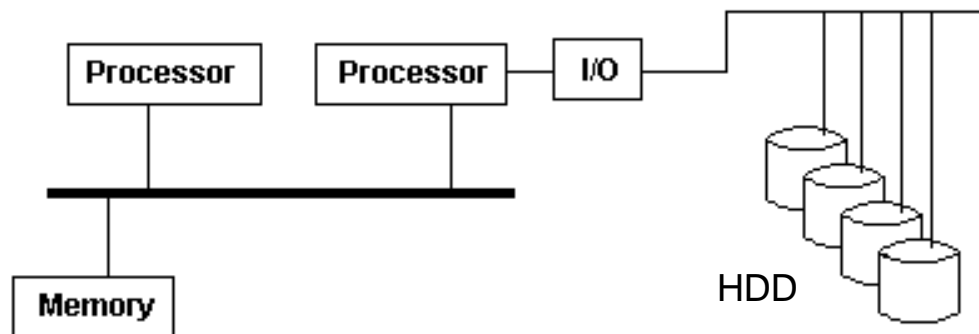 Processor
Processor
I/O
HDD
Memory